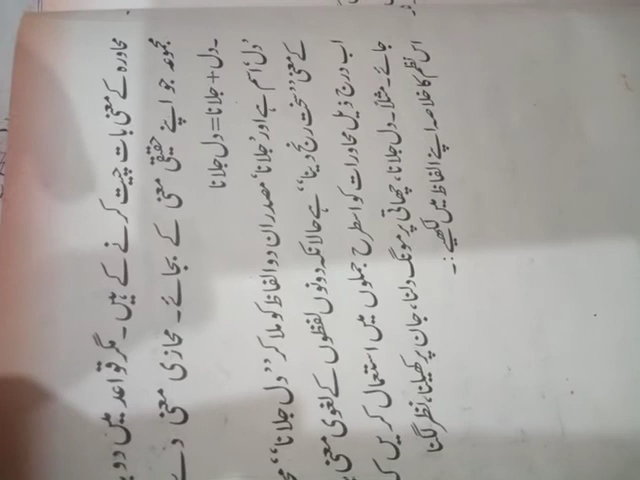 محاورہ کے معنی بات چیت کرنے کے ہیں۔ مگر قواعد میں دو
مجموعہ جو اپنے حقیقی معنی کے بجائے۔ مجازی معنی دے
۔دل+جلانا=دل جلانا
'دل' اسم ہے اور 'جلانا' مصدر ان دو الفاظ کو ملا کر ''دل جلانا''
کے معنی ''سخت رنج دینا'' ہے حالانکہ دونوں لفظوں کے لغوی معنی
اب درج ذیل محاورات کو اسطرح جملوں میں استعمال کریں
جائے۔ مثلاً۔ دل جلانا، چھاتی پر مونگ دلنا، جان پر کھیلنا، نظر لگنا
اس نظم کا خلاصہ اپنے الفاظ میں لکھیے:۔